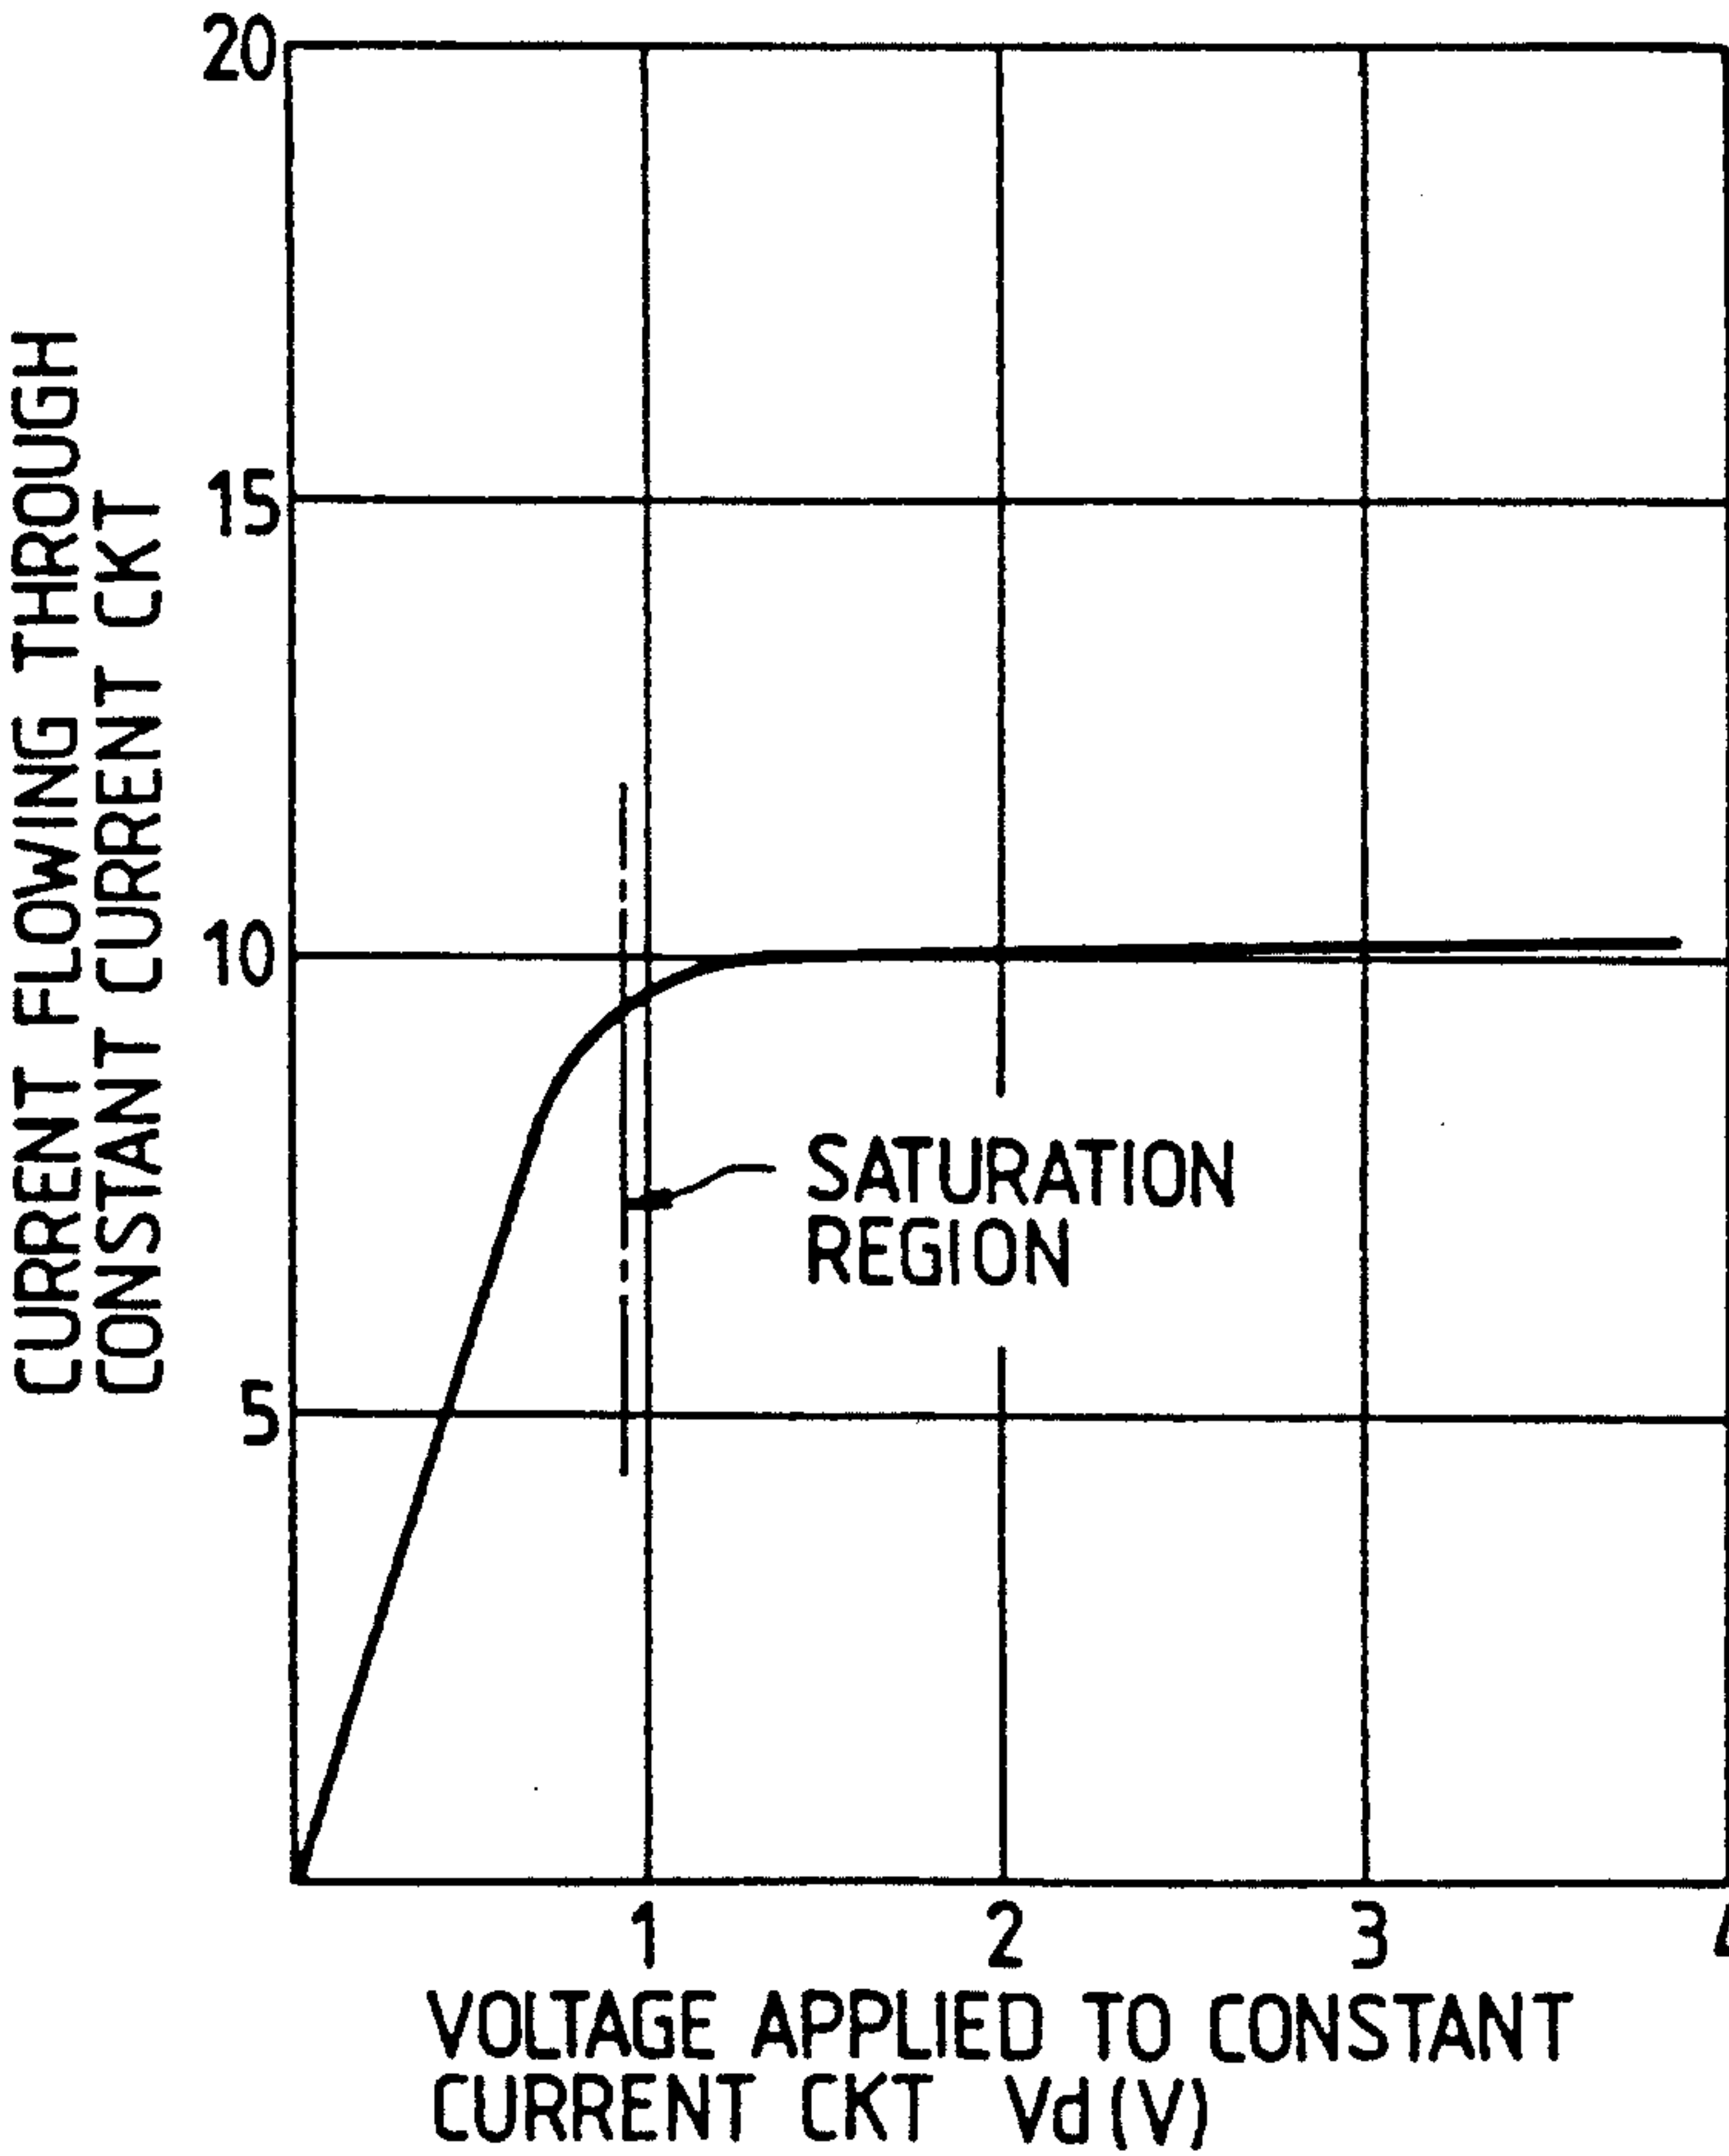 CURRENT FLOWING THROUGH
CONSTANT CURRENT CKT
20
15
10
5
SATURATION
REGION
1
2
3
4
VOLTAGE APPLIED TO CONSTANT
CURRENT CKT Vd(V)